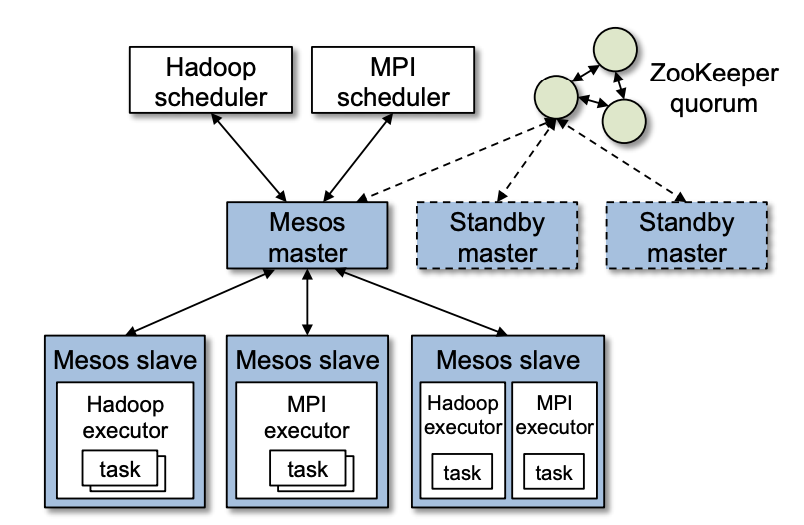 Hadoop
scheduler
MPI
scheduler
ZooKeeper
quorum
Mesos
master
Standby
master
Standby
master
Mesos slave
Hadoop
executor
task
Mesos slave
MPI
executor
task
Mesos slave
Hadoop
executor
task
MPI
executor
task